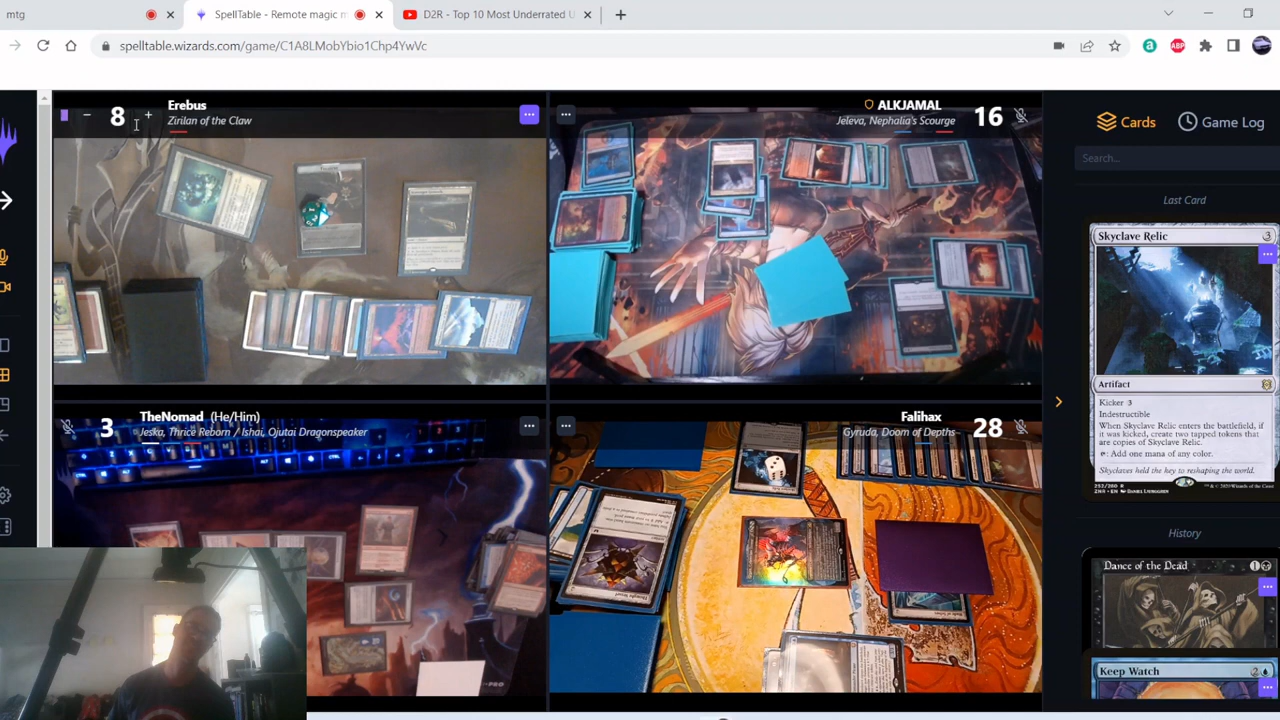 mtg
SpellTable - Remote magic m
D2R - Top 10 Most Underrated U
spelltable.wizards.com/game/C1A8LMobYbio1Chp4YwVc
ABP
8
Erebus
Zirilan of the Claw
ALKJAMAL
Jeleva, Nephalia's Scourge
16
3
TheNomad (He/Him)
Jeska, Thrice Reborn / Ishai, Ojutai Dragonspeaker
Falihax
Gyruda, Doom of Depths
28
Cards
Game Log
Search...
Last Card
Skyclave Relic 3
Artifact
Kicker 3
Indestructible
When Skyclave Relic enters the battlefield, if
it was kicked, create two tapped tokens that
are copies of Skyclave Relic.
: Add one mana of any color.
Skyclaves held the key to reshaping the world.
History
Dance of the Dead 1
Keep Watch 2